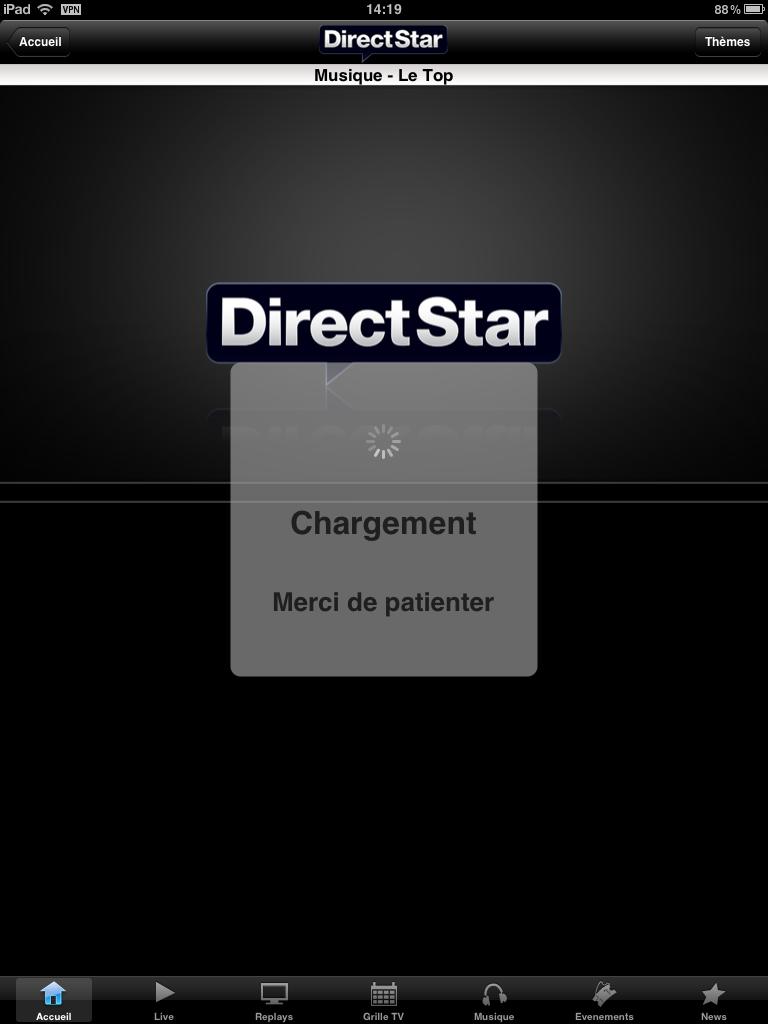 iPad VPN 14:19 88%
Accueil DirectStar Thèmes
Musique - Le Top
DirectStar
Chargement
Merci de patienter
Accueil Live Replays Grille TV Musique Evenements News